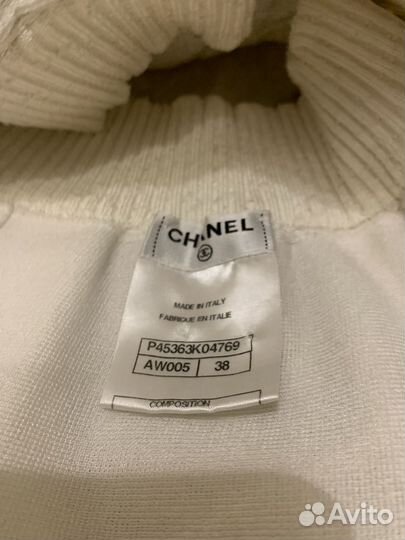 CHANEL
MADE IN ITALY
FABRIQUE EN ITALIE
P45363K04769
AW005 38
COMPOSITION
Avito